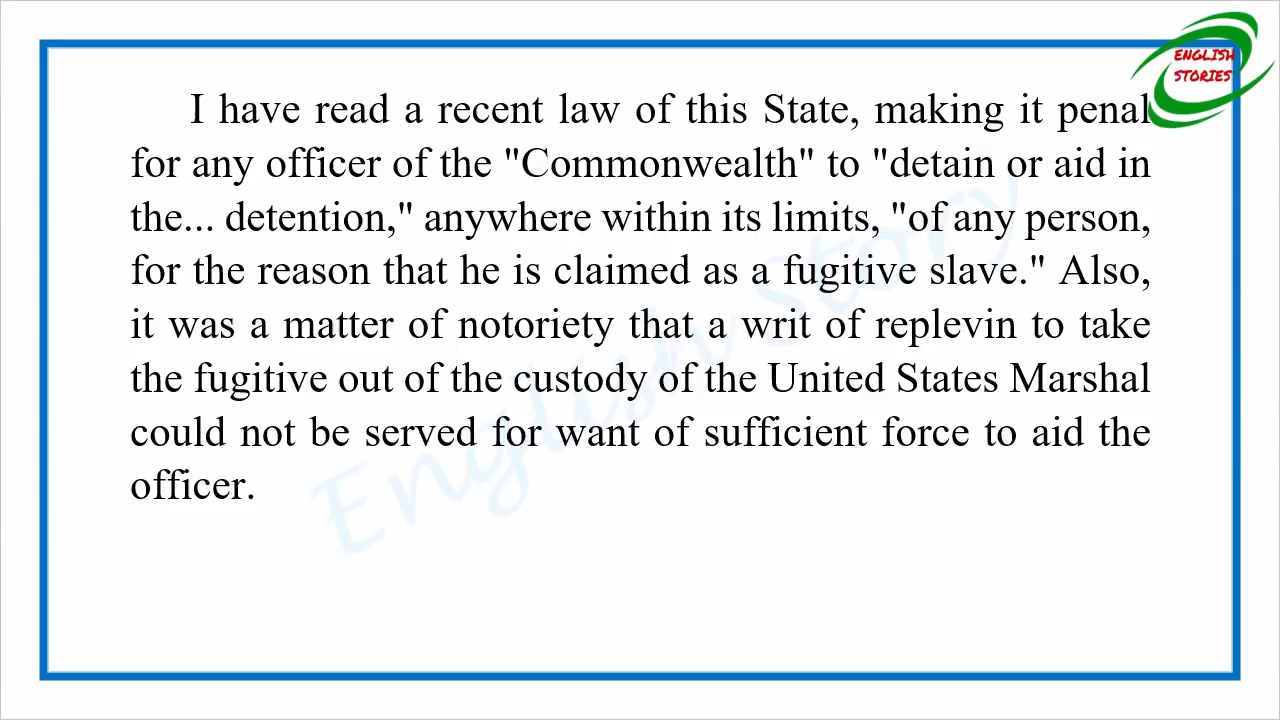 ENGLISH
STORIES
I have read a recent law of this State, making it penal
for any officer of the "Commonwealth" to "detain or aid in
the... detention," anywhere within its limits, "of any person,
for the reason that he is claimed as a fugitive slave." Also,
it was a matter of notoriety that a writ of replevin to take
the fugitive out of the custody of the United States Marshal
could not be served for want of sufficient force to aid the
officer.
English Story